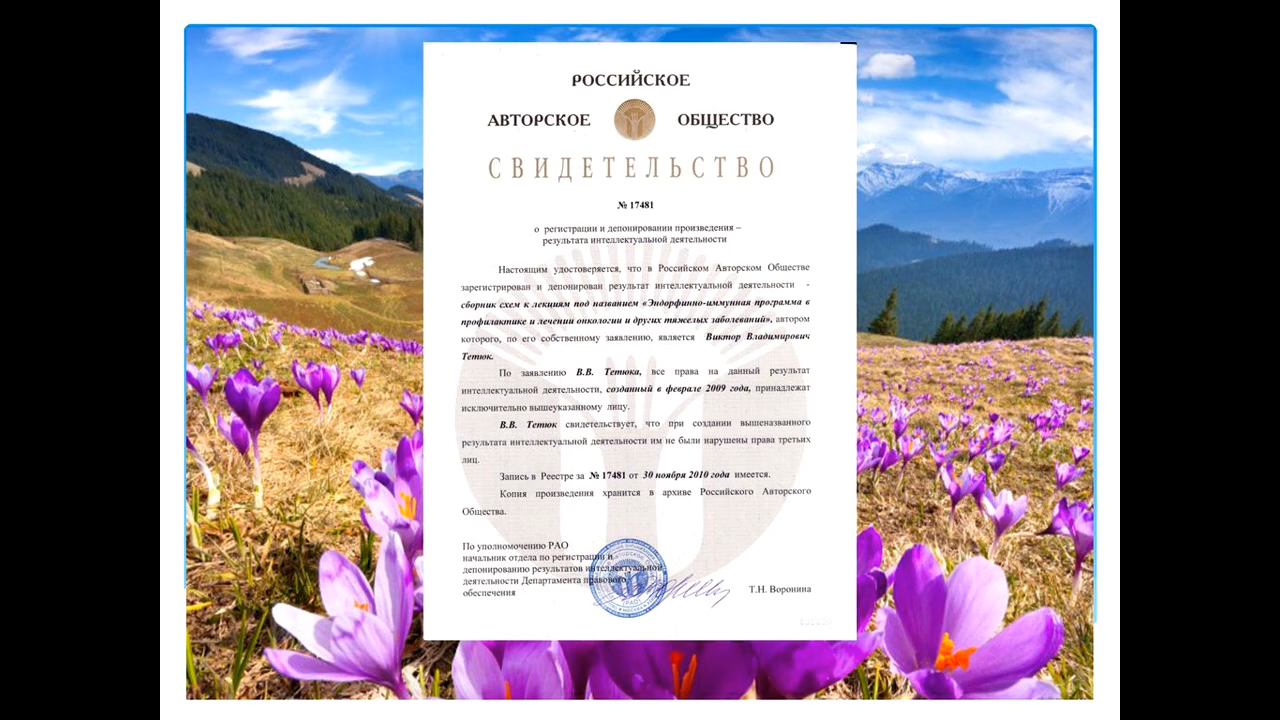 РОССИЙСКОЕ
АВТОРСКОЕ ОБЩЕСТВО
СВИДЕТЕЛЬСТВО
№ 17481
о регистрации и депонировании произведения –
результата интеллектуальной деятельности
Настоящим удостоверяется, что в Российском Авторском Обществе
зарегистрирован и депонирован результат интеллектуальной деятельности -
сборник схем к лекциям под названием «Эндорфинно-иммунная программа в
профилактике и лечении онкологии и других тяжелых заболеваний», автором
которого, по его собственному заявлению, является Виктор Владимирович
Тетюк.
По заявлению В.В. Тетюка, все права на данный результат
интеллектуальной деятельности, созданный в феврале 2009 года, принадлежат
исключительно вышеуказанному лицу.
В.В. Тетюк свидетельствует, что при создании вышеназванного
результата интеллектуальной деятельности им не были нарушены права третьих
лиц.
Запись в Реестре за № 17481 от 30 ноября 2010 года имеется.
Копия произведения хранится в архиве Российского Авторского
Общества.
По уполномочению РАО
начальник отдела по регистрации и
депонированию результатов интеллектуальной
деятельности Департамента правового
обеспечения
Т.Н. Воронина